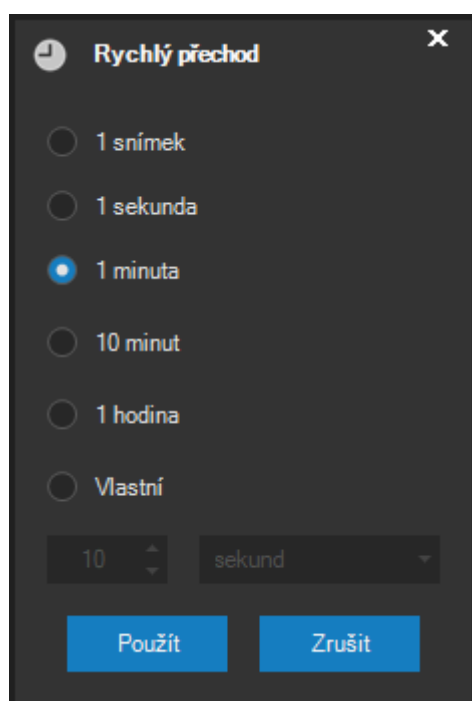 Rychlý přechod
1 snímek
1 sekunda
1 minuta
10 minut
1 hodina
Vlastní
10 sekund
Použít Zrušit